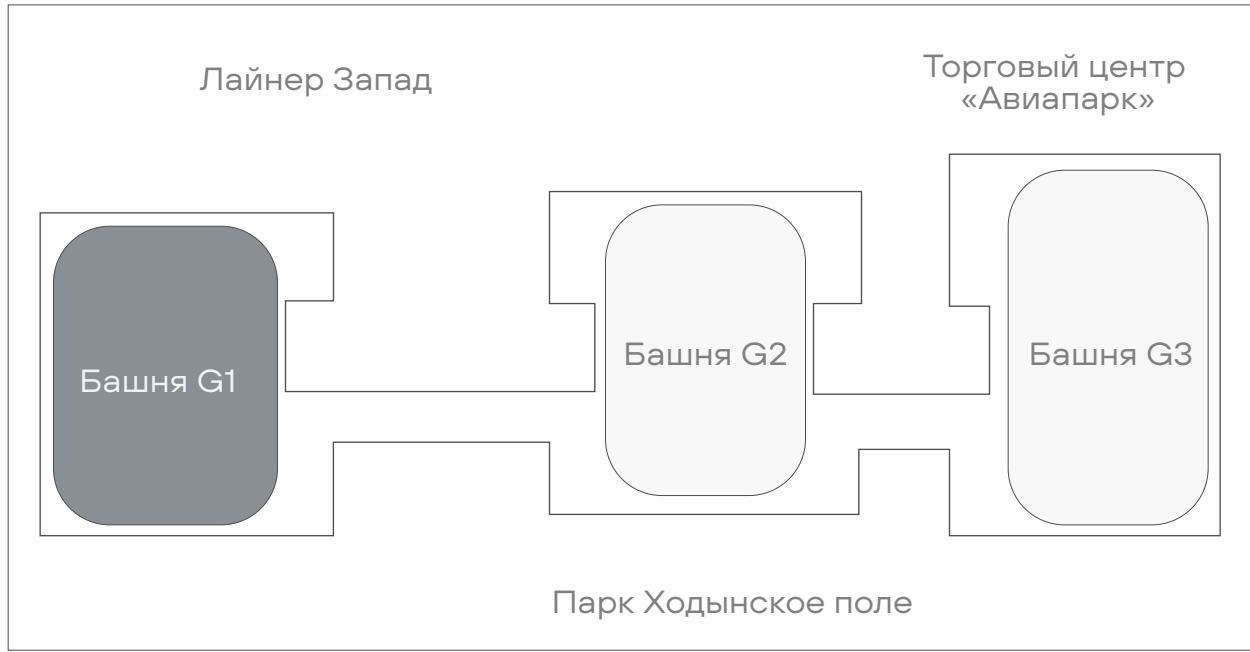 Лайнер Запад
Торговый центр
«Авиапарк»
Башня G1
Башня G2
Башня G3
Парк Ходынское поле